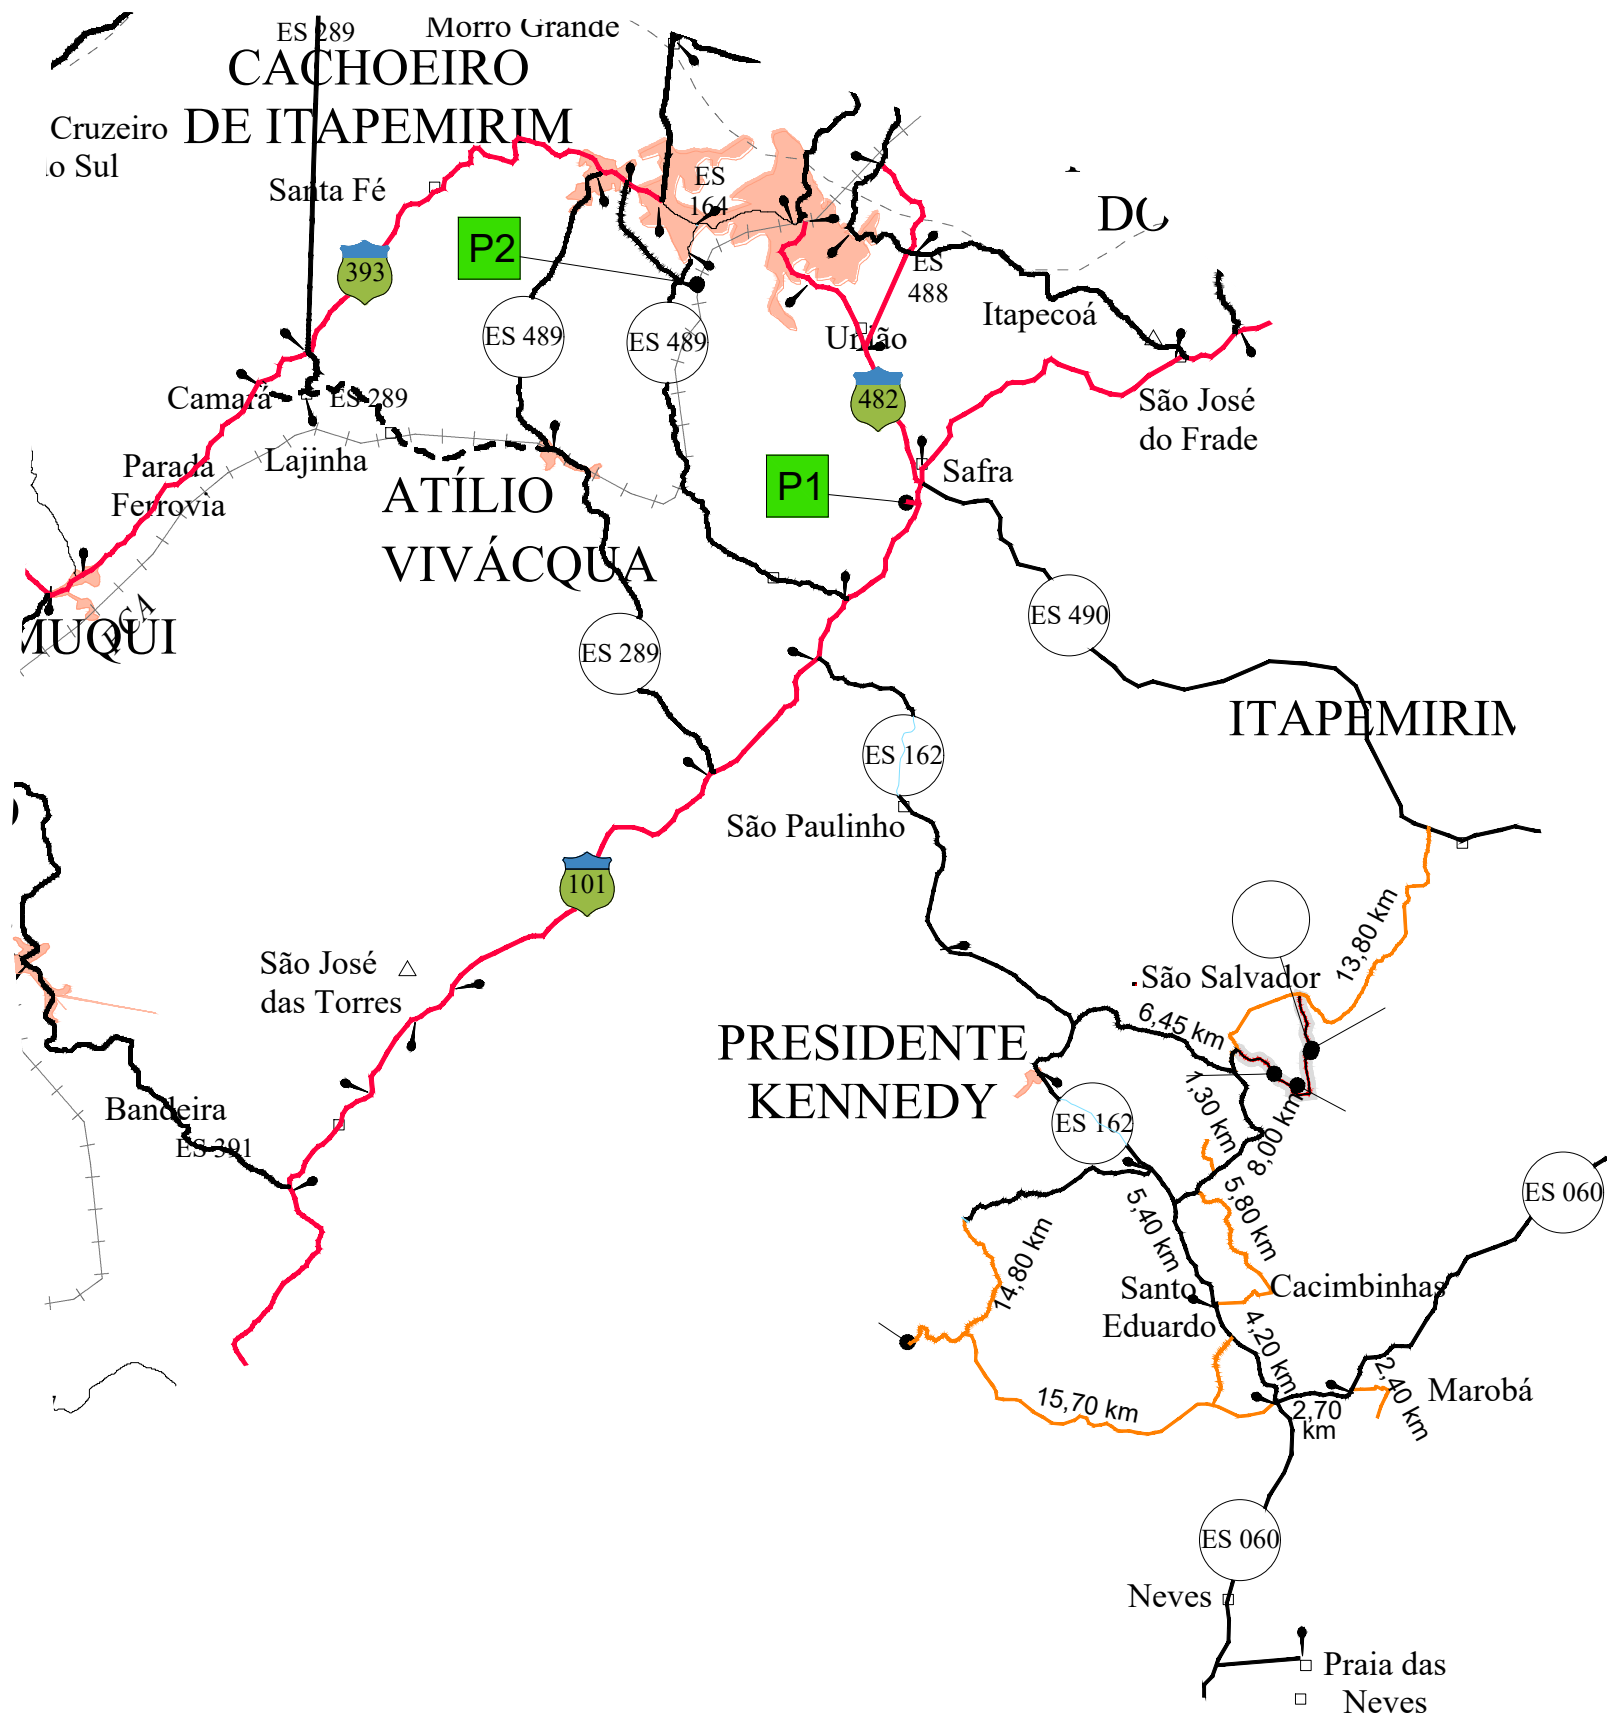 ES 289
Morro Grande
CACHOEIRO
DE ITAPEMIRIM
Cruzeiro
o Sul
Santa Fé
ES
164
DO
P2
393
ES
488
Itapecoá
ES 489
ES 489
União
Camará
ES 289
482
São José
do Frade
Parada
Ferrovia
Lajinha
Safra
ATÍLIO
VIVÁCQUA
P1
FCA
MUQUI
ES 490
ES 289
ITAPEMIRIM
ES 162
São Paulinho
101
13,80 km
São José
das Torres
São Salvador
6,45 km
PRESIDENTE
KENNEDY
Bandeira
ES 391
ES 162
1,30 km
8,00 km
5,80 km
5,40 km
ES 060
14,80 km
Santo
Eduardo
Cacimbinhas
4,20 km
15,70 km
2,70
km
2,40 km
Marobá
ES 060
Neves
Praia das
Neves